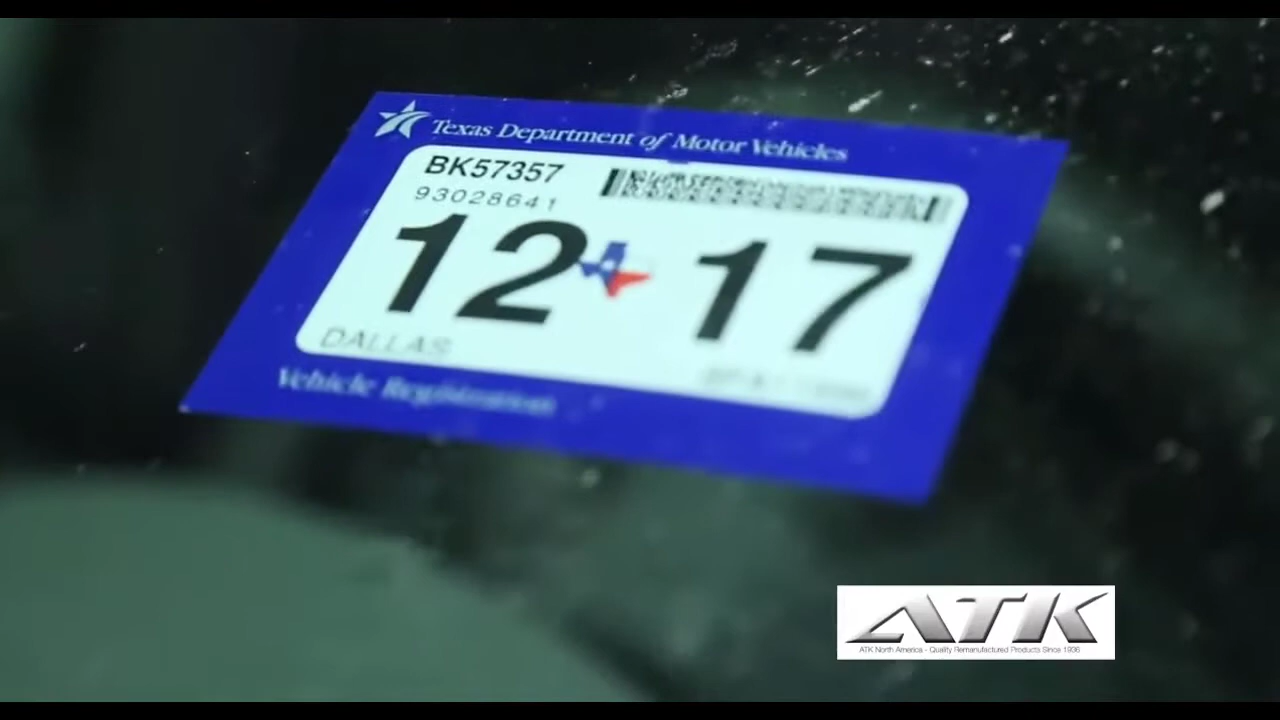 Texas Department of Motor Vehicles
BK57357
93028641
12 17
DALLAS
Vehicle Registration
ATK
ATK North America - Quality Remanufactured Products Since 1936